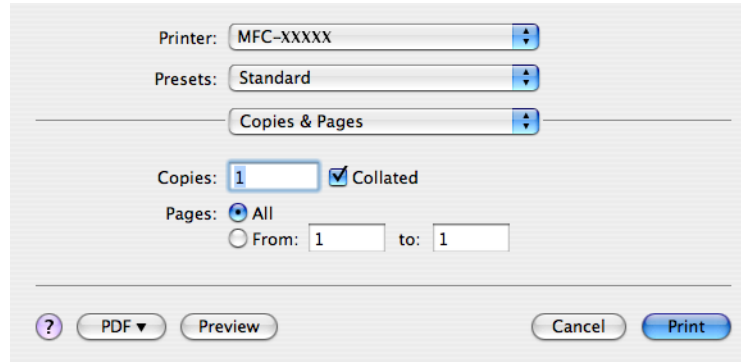 Printer: MFC-XXXXX
Presets: Standard
Copies & Pages
Copies: 1 Collated
Pages: All
From: 1 to: 1
? PDF▼ Preview Cancel Print